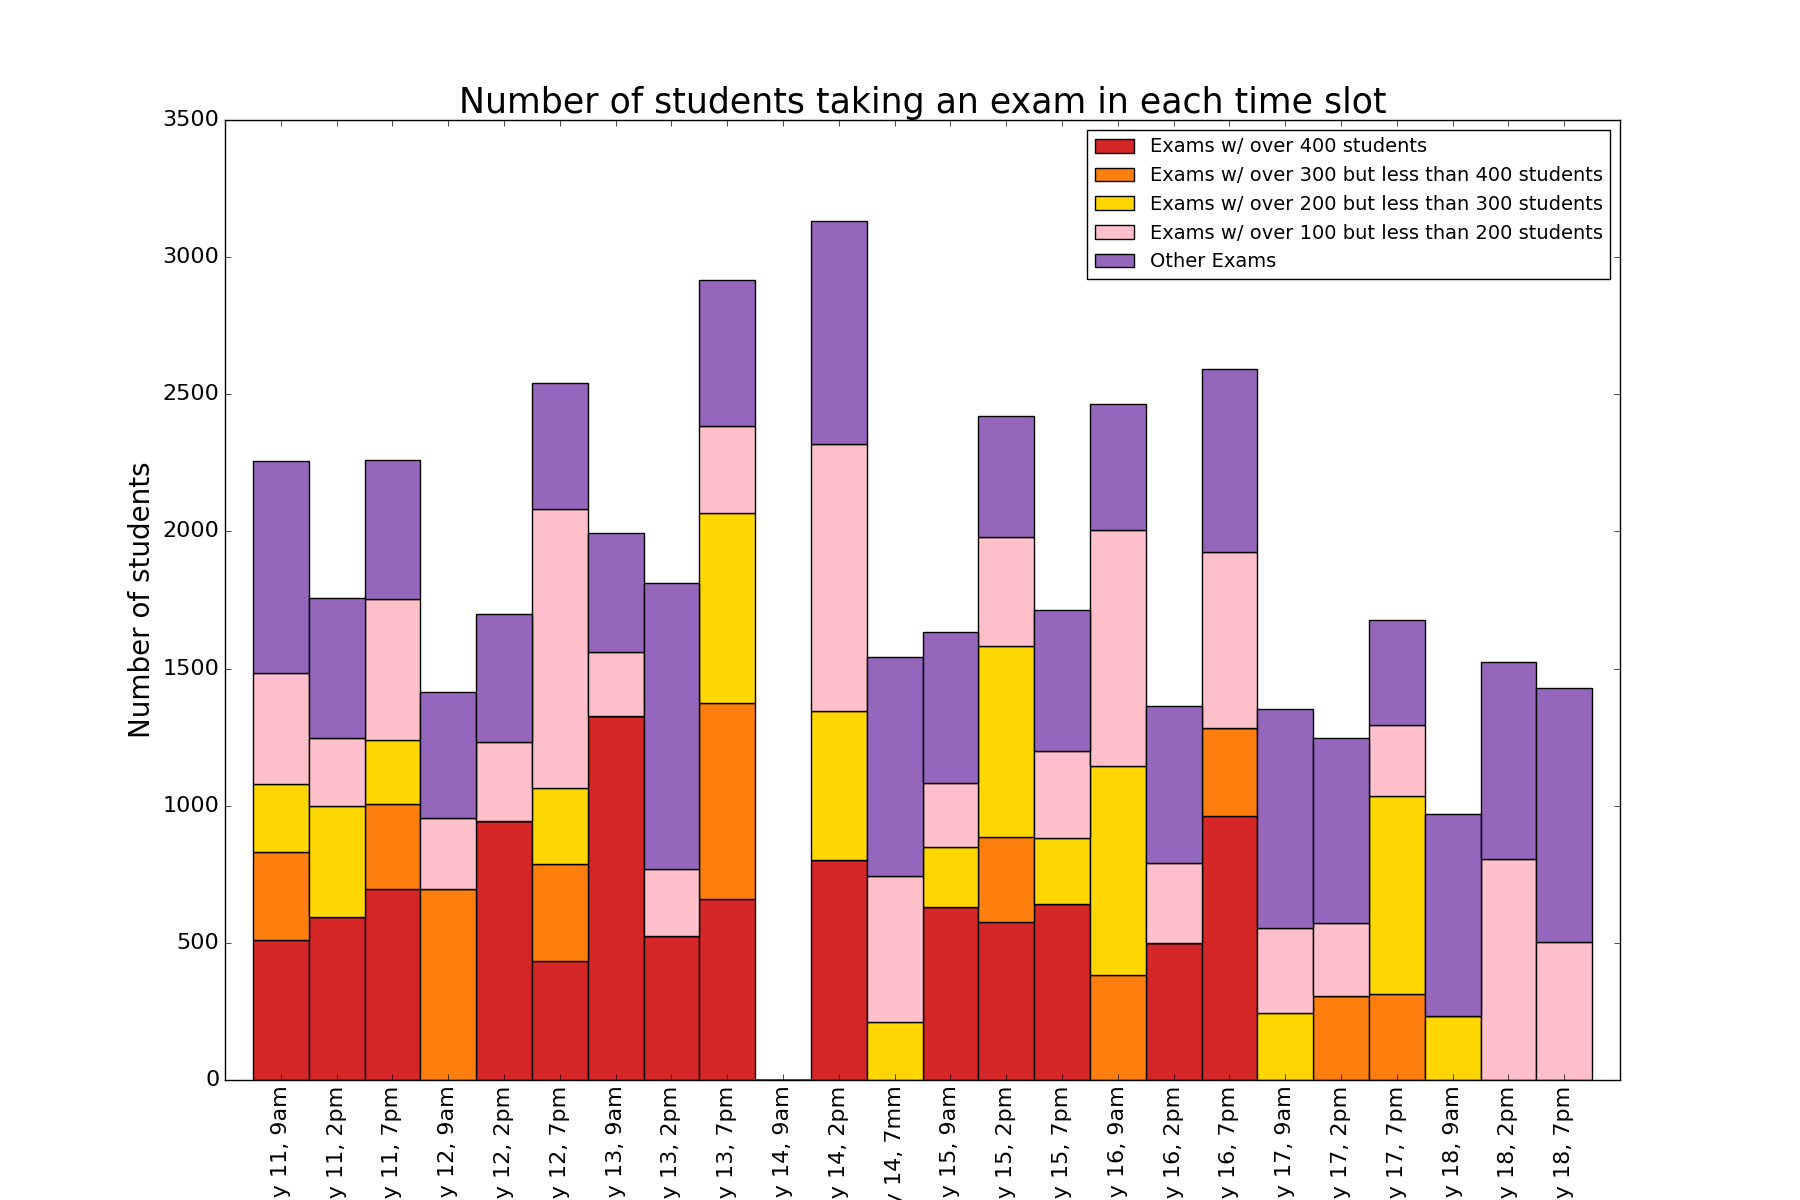 Number of students taking an exam in each time slot
Exams w/ over 400 students
Exams w/ over 300 but less than 400 students
Exams w/ over 200 but less than 300 students
Exams w/ over 100 but less than 200 students
Other Exams
Number of students
3500
3000
2500
2000
1500
1000
500
0
y 11, 9am
y 11, 2pm
y 11, 7pm
y 12, 9am
y 12, 2pm
y 12, 7pm
y 13, 9am
y 13, 2pm
y 13, 7pm
y 14, 9am
y 14, 2pm
y 14, 7mm
y 15, 9am
y 15, 2pm
y 15, 7pm
y 16, 9am
y 16, 2pm
y 16, 7pm
y 17, 9am
y 17, 2pm
y 17, 7pm
y 18, 9am
y 18, 2pm
y 18, 7pm